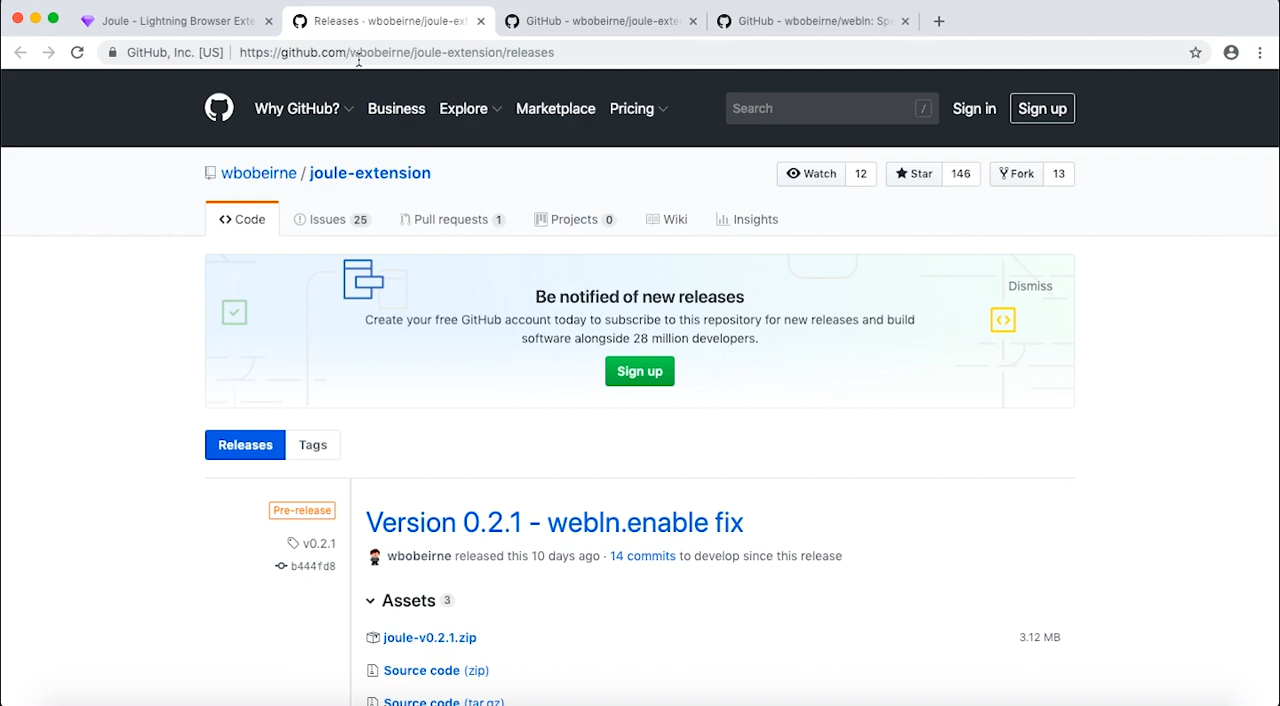 Joule - Lightning Browser Exte
Releases · wbobeirne/joule-ext
GitHub - wbobeirne/joule-exte
GitHub - wbobeirne/webln: Spe
GitHub, Inc. [US]
https://github.com/wbobeirne/joule-extension/releases
Why GitHub?
Business
Explore
Marketplace
Pricing
Search
/
Sign in
Sign up
wbobeirne / joule-extension
Watch 12
Star 146
Fork 13
Code
Issues 25
Pull requests 1
Projects 0
Wiki
Insights
Be notified of new releases
Dismiss
Create your free GitHub account today to subscribe to this repository for new releases and build
software alongside 28 million developers.
Sign up
Releases
Tags
Pre-release
v0.2.1
b444fd8
Version 0.2.1 - webln.enable fix
wbobeirne released this 10 days ago · 14 commits to develop since this release
Assets 3
joule-v0.2.1.zip
3.12 MB
Source code (zip)
Source code (tar.gz)